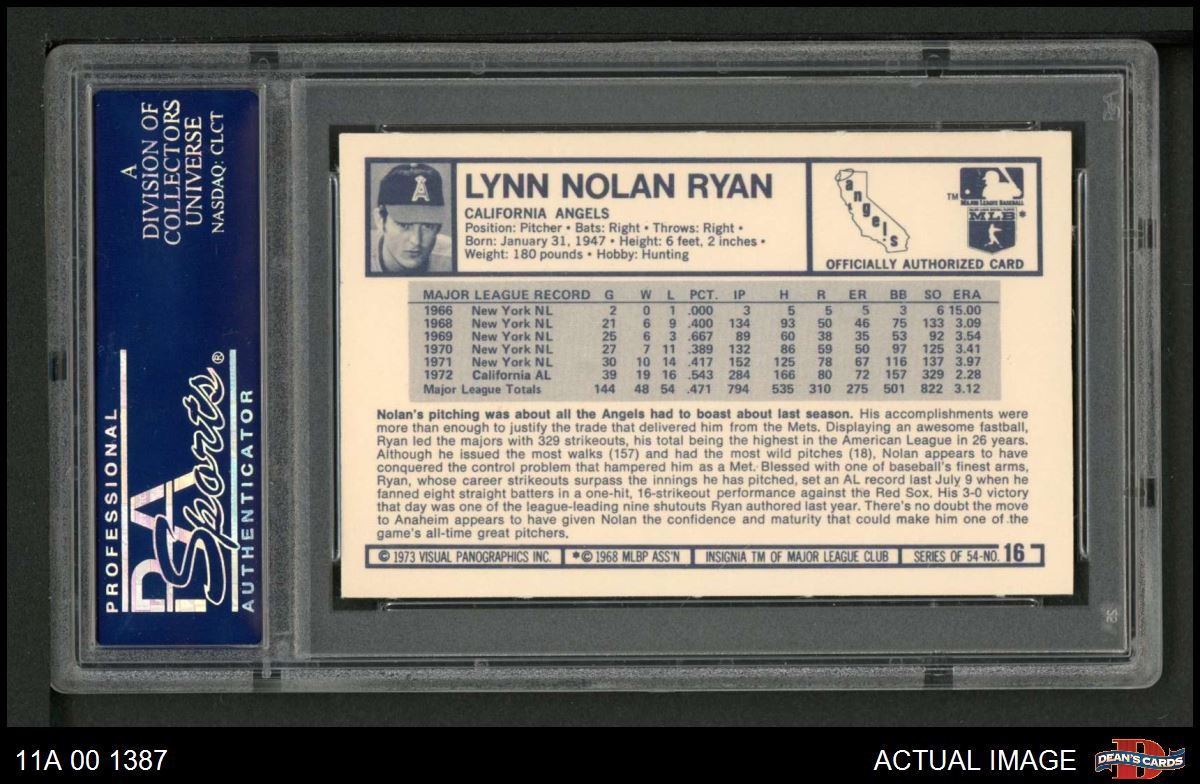 A
DIVISION OF
COLLECTORS
UNIVERSE
NASDAQ: CLCT
PROFESSIONAL
PSA
Sports®
AUTHENTICATOR
A
LYNN NOLAN RYAN
CALIFORNIA ANGELS
Position: Pitcher • Bats: Right • Throws: Right •
Born: January 31, 1947 • Height: 6 feet, 2 inches •
Weight: 180 pounds • Hobby: Hunting
angels
TM
MAJOR LEAGUE BASEBALL
MLB *
OFFICIALLY AUTHORIZED CARD
MAJOR LEAGUE RECORD G W L PCT. IP H R ER BB SO ERA
1966 New York NL 2 0 1 .000 3 5 5 5 3 6 15.00
1968 New York NL 21 6 9 .400 134 93 50 46 75 133 3.09
1969 New York NL 25 6 3 .667 89 60 38 35 53 92 3.54
1970 New York NL 27 7 11 .389 132 86 59 50 97 125 3.41
1971 New York NL 30 10 14 .417 152 125 78 67 116 137 3.97
1972 California AL 39 19 16 .543 284 166 80 72 157 329 2.28
Major League Totals 144 48 54 .471 794 535 310 275 501 822 3.12
Nolan's pitching was about all the Angels had to boast about last season. His accomplishments were
more than enough to justify the trade that delivered him from the Mets. Displaying an awesome fastball,
Ryan led the majors with 329 strikeouts, his total being the highest in the American League in 26 years.
Although he issued the most walks (157) and had the most wild pitches (18), Nolan appears to have
conquered the control problem that hampered him as a Met. Blessed with one of baseball's finest arms,
Ryan, whose career strikeouts surpass the innings he has pitched, set an AL record last July 9 when he
fanned eight straight batters in a one-hit, 16-strikeout performance against the Red Sox. His 3-0 victory
that day was one of the league-leading nine shutouts Ryan authored last year. There's no doubt the move
to Anaheim appears to have given Nolan the confidence and maturity that could make him one of the
game's all-time great pitchers.
© 1973 VISUAL PANOGRAPHICS INC. *© 1968 MLBP ASS'N INSIGNIA TM OF MAJOR LEAGUE CLUB SERIES OF 54-NO. 16
11A 00 1387
ACTUAL IMAGE
DEAN'S CARDS